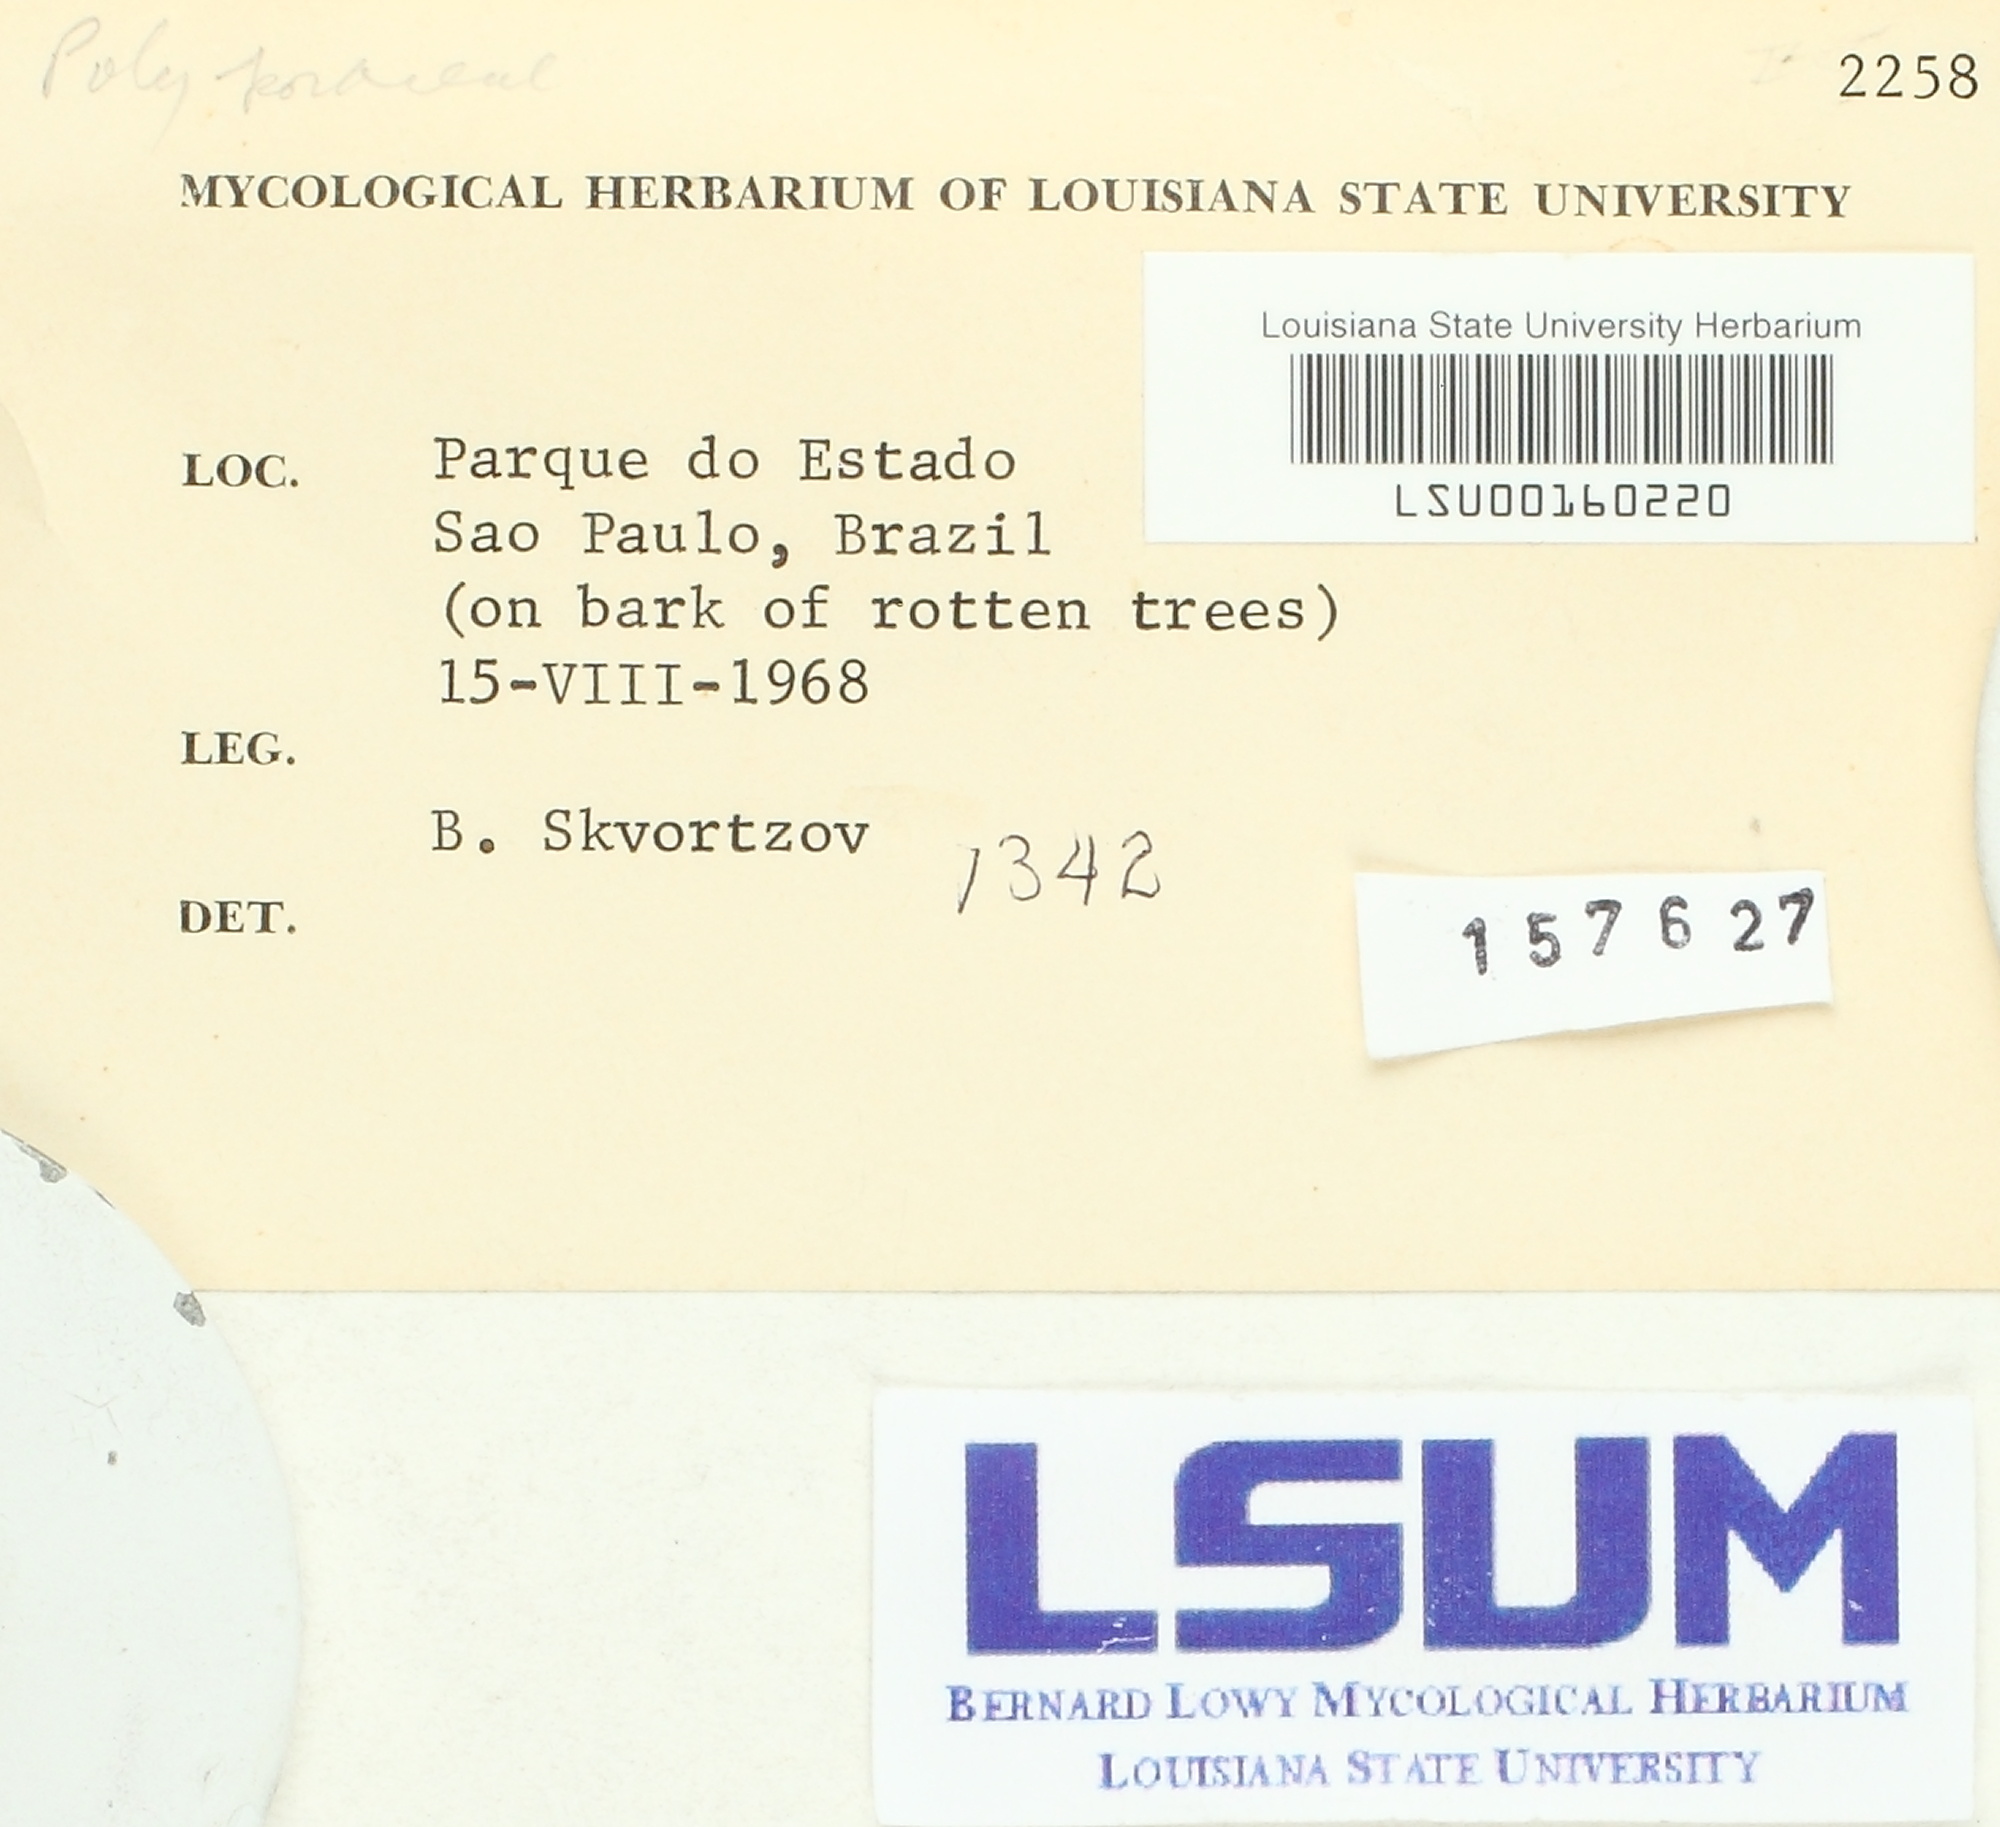 Polyporaceae
2258
MYCOLOGICAL HERBARIUM OF LOUISIANA STATE UNIVERSITY
Louisiana State University Herbarium
LSU00160220
LOC. Parque do Estado
Sao Paulo, Brazil
(on bark of rotten trees)
15-VIII-1968
LEG.
B. Skvortzov 1342
DET.
157627
LSUM
BERNARD LOWY MYCOLOGICAL HERBARIUM
LOUISIANA STATE UNIVERSITY